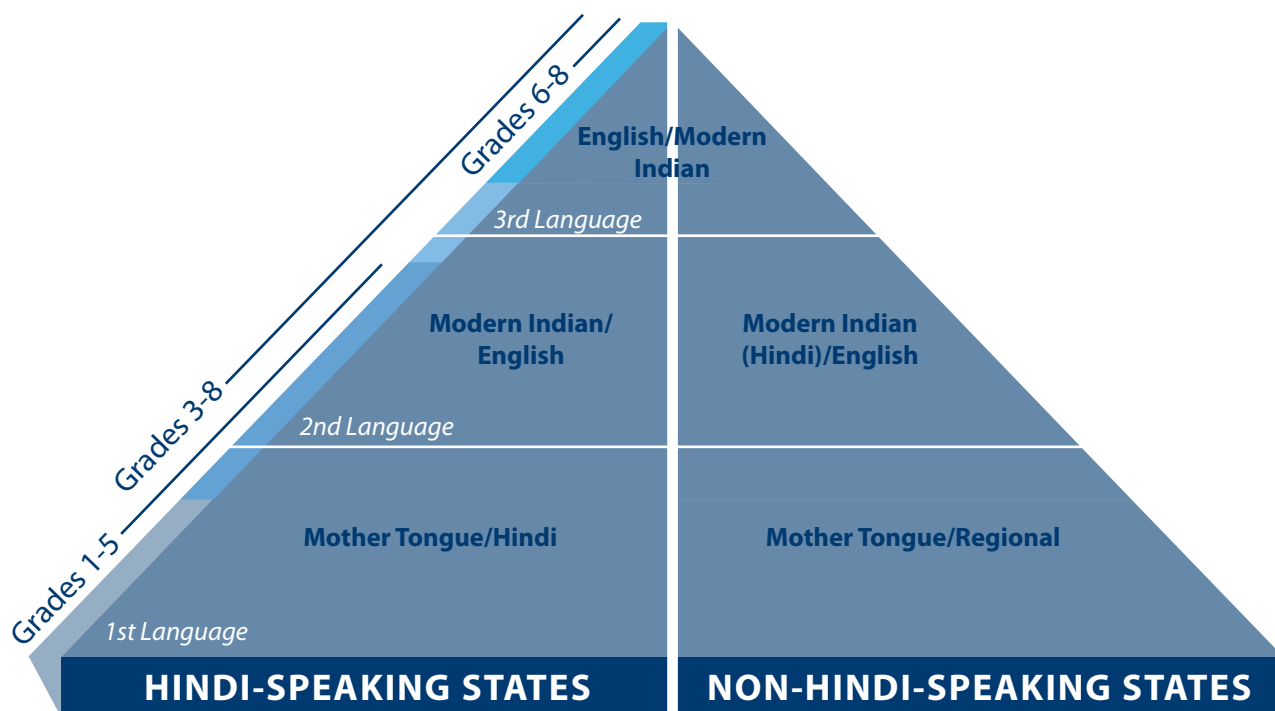 Grades 6-8
English/Modern
Indian
3rd Language
Grades 3-8
Modern Indian/
English
Modern Indian
(Hindi)/English
2nd Language
Grades 1-5
Mother Tongue/Hindi
Mother Tongue/Regional
1st Language
HINDI-SPEAKING STATES
NON-HINDI-SPEAKING STATES